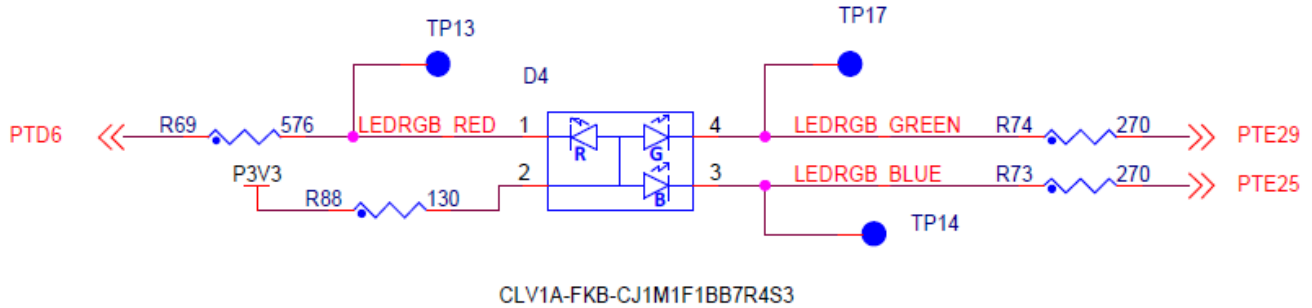 TP13
TP17
D4
PTD6
R69
576
LEDRGB_RED
1
R
G
4
LEDRGB_GREEN
R74
270
PTE29
P3V3
R88
130
2
B
3
LEDRGB_BLUE
R73
270
PTE25
TP14
CLV1A-FKB-CJ1M1F1BB7R4S3